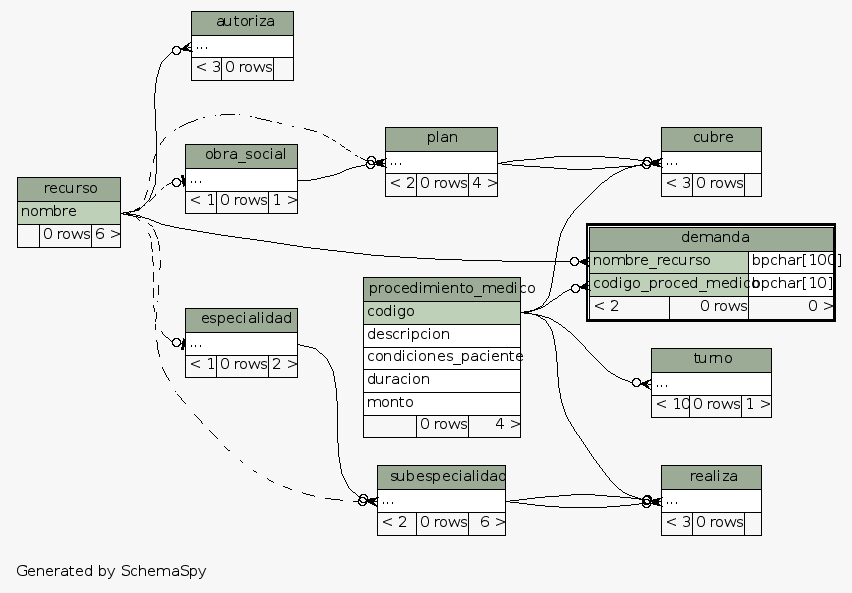 autoriza
...
< 3 0 rows
recurso
nombre
0 rows 6 >
obra_social
...
< 1 0 rows 1 >
plan
...
< 2 0 rows 4 >
cubre
...
< 3 0 rows
demanda
nombre_recurso bpchar[100]
codigo_proced_medico bpchar[10]
< 2 0 rows 0 >
especialidad
...
< 1 0 rows 2 >
procedimiento_medico
codigo
descripcion
condiciones_paciente
duracion
monto
0 rows 4 >
turno
...
< 10 0 rows 1 >
subespecialidad
...
< 2 0 rows 6 >
realiza
...
< 3 0 rows
Generated by SchemaSpy